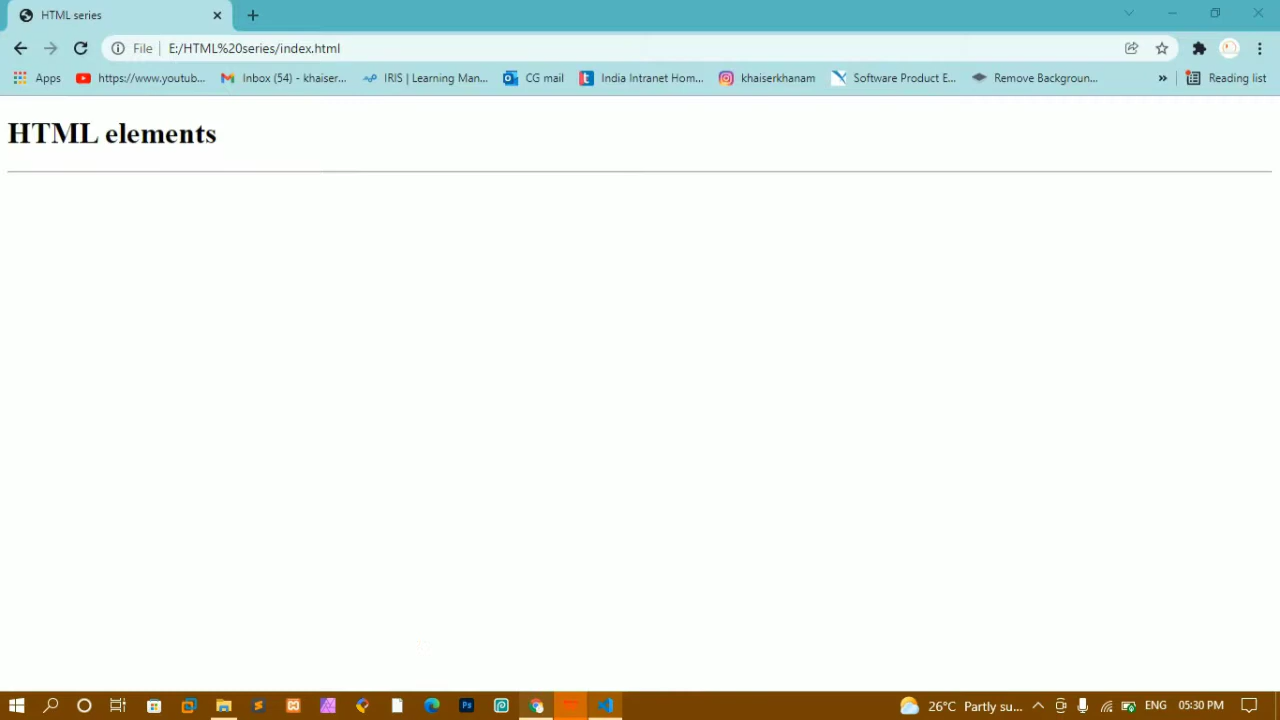 HTML series
File E:/HTML%20series/index.html
Apps https://www.youtub... Inbox (54) - khaiser... IRIS | Learning Man... CG mail India Intranet Hom... khaiserkhanam Software Product E... Remove Backgroun... » Reading list
HTML elements
26°C Partly su... ENG 05:30 PM